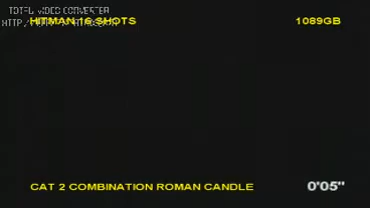 TOTAL VIDEO CONVERTER
HITMAN 16 SHOTS
1089GB
CAT 2 COMBINATION ROMAN CANDLE
0'05"